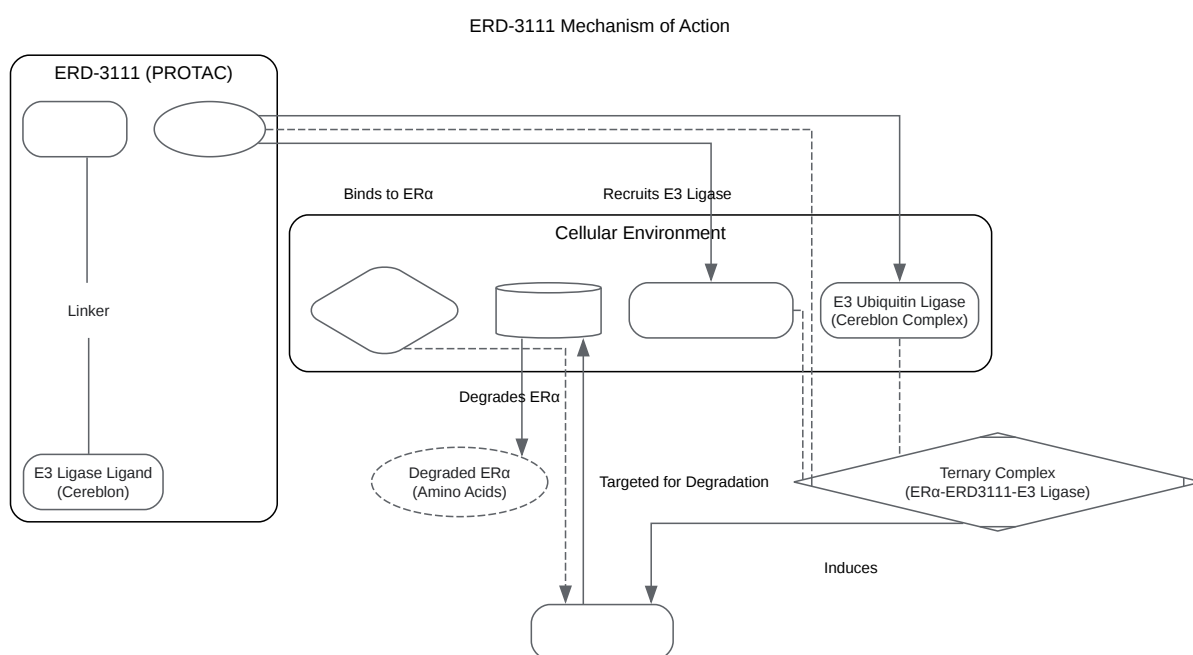 ERD-3111 Mechanism of Action
ERD-3111 (PROTAC)
Binds to ERα
Recruits E3 Ligase
Cellular Environment
Linker
E3 Ubiquitin Ligase
(Cereblon Complex)
Degrades ERα
E3 Ligase Ligand
(Cereblon)
Degraded ERα
(Amino Acids)
Targeted for Degradation
Ternary Complex
(ERα-ERD3111-E3 Ligase)
Induces